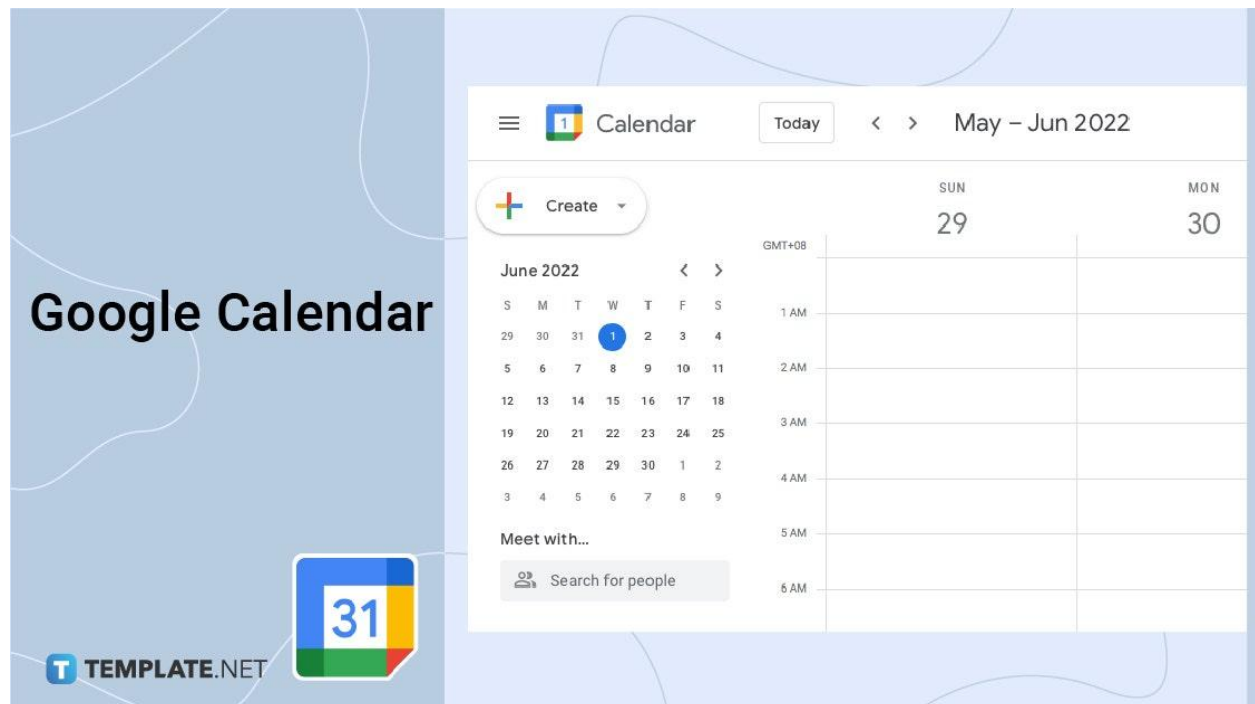 Google Calendar
31
T TEMPLATE.NET
1 Calendar Today < > May – Jun 2022
Create
June 2022 < >
S M T W T F S
29 30 31 1 2 3 4
5 6 7 8 9 10 11
12 13 14 15 16 17 18
19 20 21 22 23 24 25
26 27 28 29 30 1 2
3 4 5 6 7 8 9
Meet with...
Search for people
SUN MON
29 30
GMT+08
1 AM
2 AM
3 AM
4 AM
5 AM
6 AM